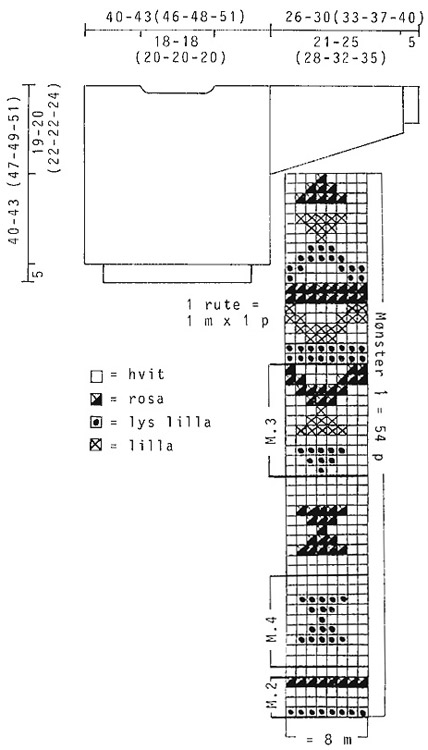 40-43(46-48-51)
26-30(33-37-40)
18-18
(20-20-20)
21-25
(28-32-35)
5
40-43 (47-49-51)
19-20
(22-22-24)
5
1 rute =
1 m x 1 p
= hvit
= rosa
= lys lilla
= lilla
Mønster 1 = 54 p
M.3
M.4
M.2
= 8 m